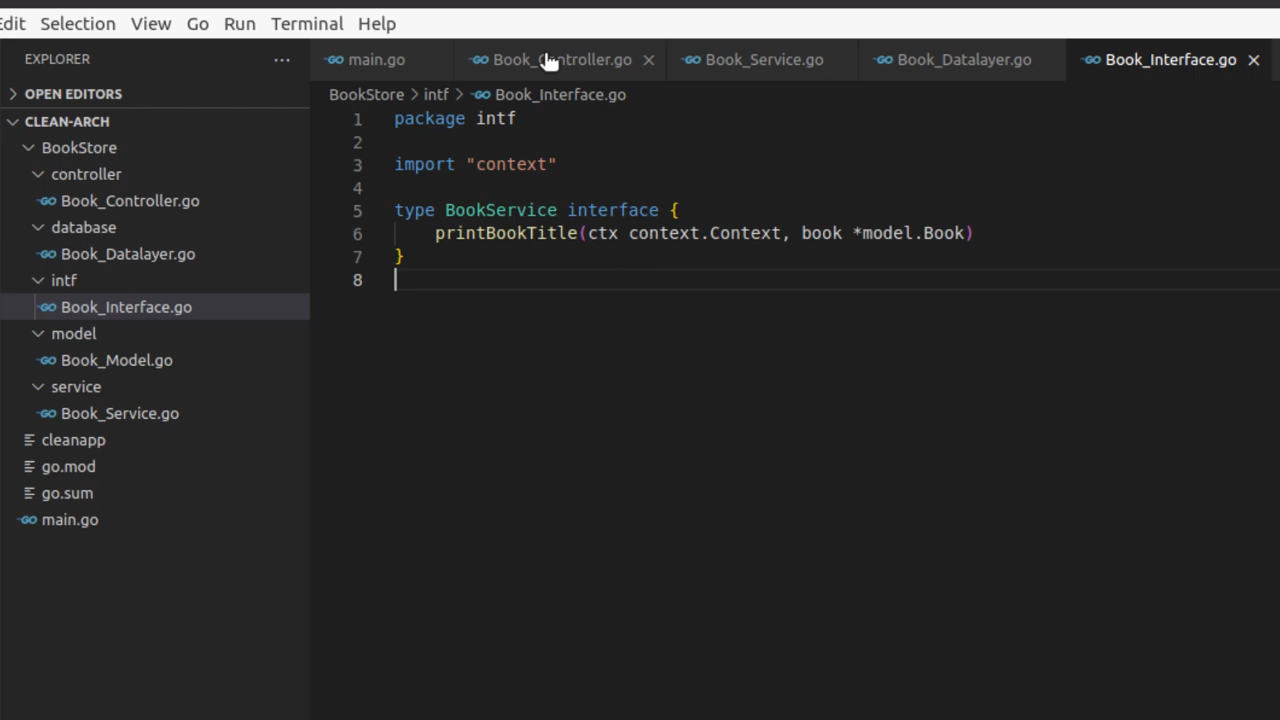 Edit Selection View Go Run Terminal Help
EXPLORER
OPEN EDITORS
CLEAN-ARCH
BookStore
controller
Book_Controller.go
database
Book_Datalayer.go
intf
Book_Interface.go
model
Book_Model.go
service
Book_Service.go
cleanapp
go.mod
go.sum
main.go
main.go Book_Controller.go Book_Service.go Book_Datalayer.go Book_Interface.go
BookStore > intf > Book_Interface.go
1 package intf
2
3 import "context"
4
5 type BookService interface {
6 printBookTitle(ctx context.Context, book *model.Book)
7 }
8